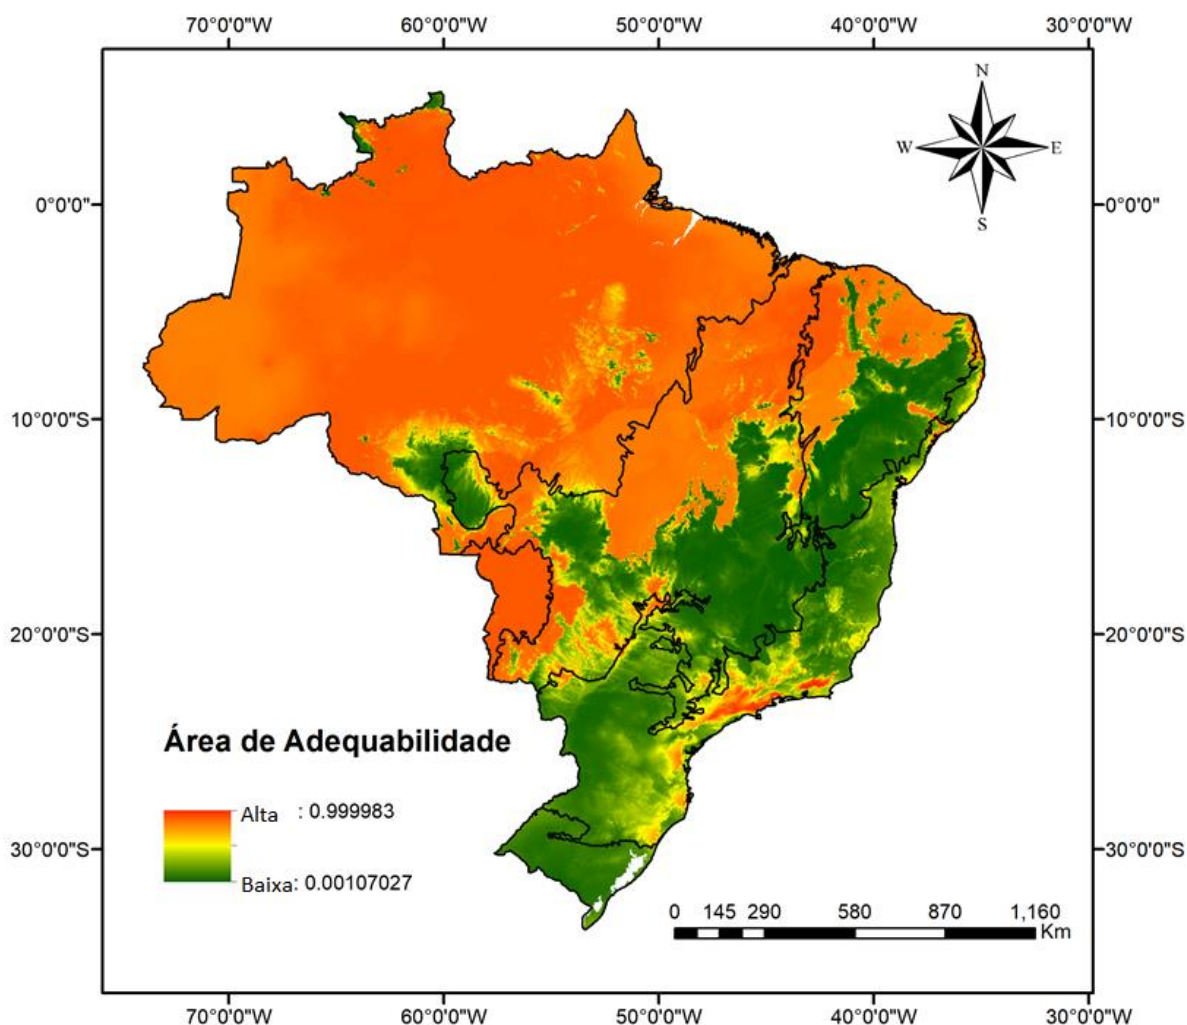 70°0'0"W 60°0'0"W 50°0'0"W 40°0'0"W 30°0'0"W
N
W E
S
0°0'0" 0°0'0"
10°0'0"S 10°0'0"S
20°0'0"S 20°0'0"S
Área de Adequabilidade
Alta : 0.999983
Baixa: 0.00107027
30°0'0"S 30°0'0"S
0 145 290 580 870 1,160
Km
70°0'0"W 60°0'0"W 50°0'0"W 40°0'0"W 30°0'0"W